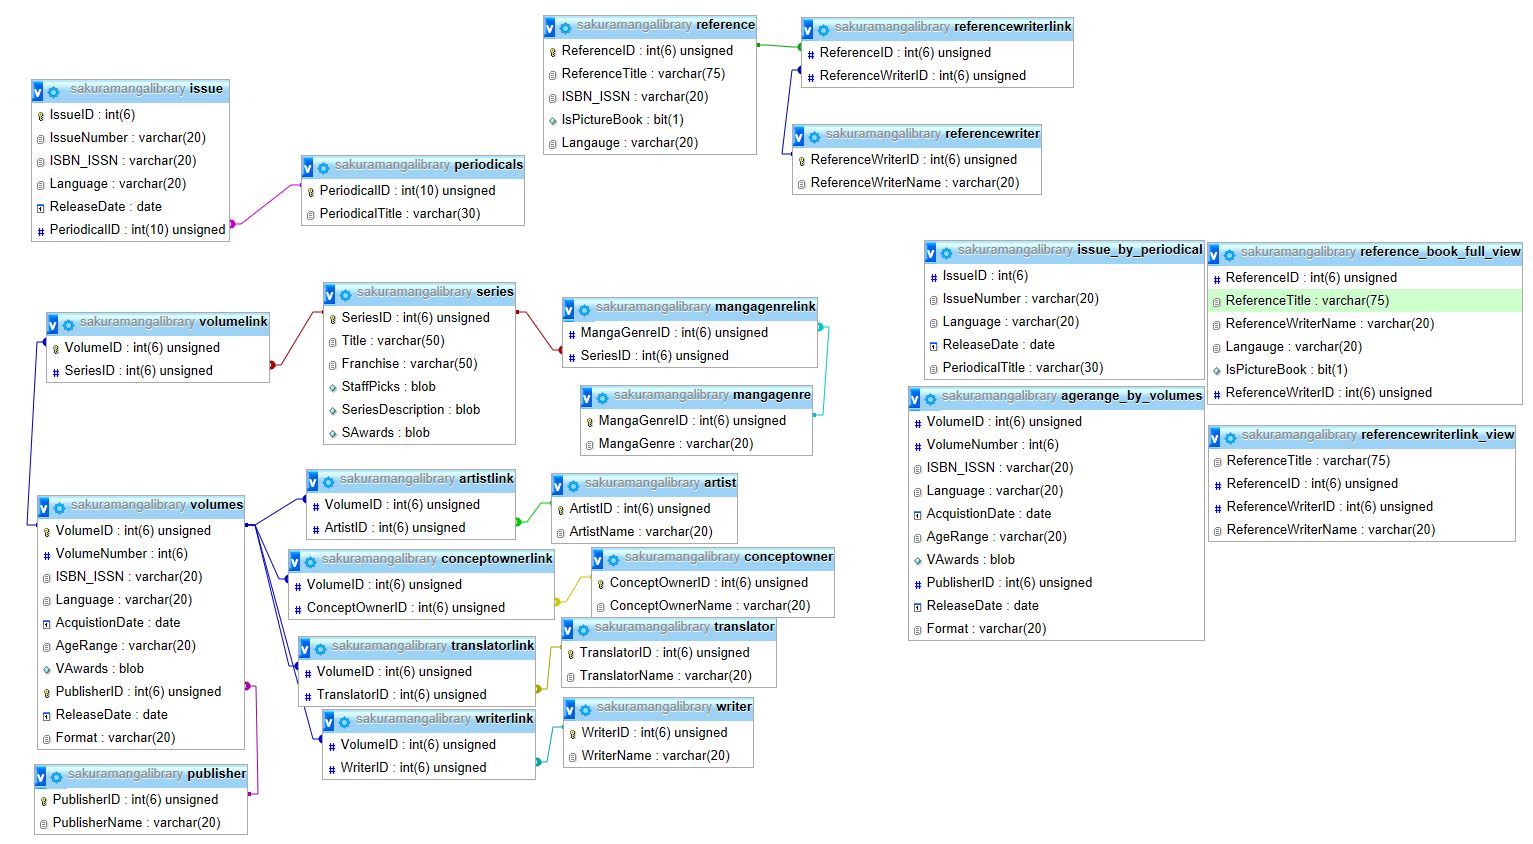 sakuramangalibrary issue
IssueID : int(6)
IssueNumber : varchar(20)
ISBN_ISSN : varchar(20)
Language : varchar(20)
ReleaseDate : date
PeriodicalID : int(10) unsigned
sakuramangalibrary periodicals
PeriodicalID : int(10) unsigned
PeriodicalTitle : varchar(30)
sakuramangalibrary reference
ReferenceID : int(6) unsigned
ReferenceTitle : varchar(75)
ISBN_ISSN : varchar(20)
IsPictureBook : bit(1)
Langauge : varchar(20)
sakuramangalibrary referencewriterlink
ReferenceID : int(6) unsigned
ReferenceWriterID : int(6) unsigned
sakuramangalibrary referencewriter
ReferenceWriterID : int(6) unsigned
ReferenceWriterName : varchar(20)
sakuramangalibrary volumelink
VolumeID : int(6) unsigned
SeriesID : int(6) unsigned
sakuramangalibrary series
SeriesID : int(6) unsigned
Title : varchar(50)
Franchise : varchar(50)
StaffPicks : blob
SeriesDescription : blob
SAwards : blob
sakuramangalibrary mangagenrelink
MangaGenreID : int(6) unsigned
SeriesID : int(6) unsigned
sakuramangalibrary mangagenre
MangaGenreID : int(6) unsigned
MangaGenre : varchar(20)
sakuramangalibrary issue_by_periodical
IssueID : int(6)
IssueNumber : varchar(20)
Language : varchar(20)
ReleaseDate : date
PeriodicalTitle : varchar(30)
sakuramangalibrary reference_book_full_view
ReferenceID : int(6) unsigned
ReferenceTitle : varchar(75)
ReferenceWriterName : varchar(20)
Langauge : varchar(20)
IsPictureBook : bit(1)
ReferenceWriterID : int(6) unsigned
sakuramangalibrary agerange_by_volumes
VolumeID : int(6) unsigned
VolumeNumber : int(6)
ISBN_ISSN : varchar(20)
Language : varchar(20)
AcquistionDate : date
AgeRange : varchar(20)
VAwards : blob
PublisherID : int(6) unsigned
ReleaseDate : date
Format : varchar(20)
sakuramangalibrary referencewriterlink_view
ReferenceTitle : varchar(75)
ReferenceID : int(6) unsigned
ReferenceWriterID : int(6) unsigned
ReferenceWriterName : varchar(20)
sakuramangalibrary volumes
VolumeID : int(6) unsigned
VolumeNumber : int(6)
ISBN_ISSN : varchar(20)
Language : varchar(20)
AcquistionDate : date
AgeRange : varchar(20)
VAwards : blob
PublisherID : int(6) unsigned
ReleaseDate : date
Format : varchar(20)
sakuramangalibrary publisher
PublisherID : int(6) unsigned
PublisherName : varchar(20)
sakuramangalibrary artistlink
VolumeID : int(6) unsigned
ArtistID : int(6) unsigned
sakuramangalibrary artist
ArtistID : int(6) unsigned
ArtistName : varchar(20)
sakuramangalibrary conceptownerlink
VolumeID : int(6) unsigned
ConceptOwnerID : int(6) unsigned
sakuramangalibrary conceptowner
ConceptOwnerID : int(6) unsigned
ConceptOwnerName : varchar(20)
sakuramangalibrary translatorlink
VolumeID : int(6) unsigned
TranslatorID : int(6) unsigned
sakuramangalibrary translator
TranslatorID : int(6) unsigned
TranslatorName : varchar(20)
sakuramangalibrary writerlink
VolumeID : int(6) unsigned
WriterID : int(6) unsigned
sakuramangalibrary writer
WriterID : int(6) unsigned
WriterName : varchar(20)